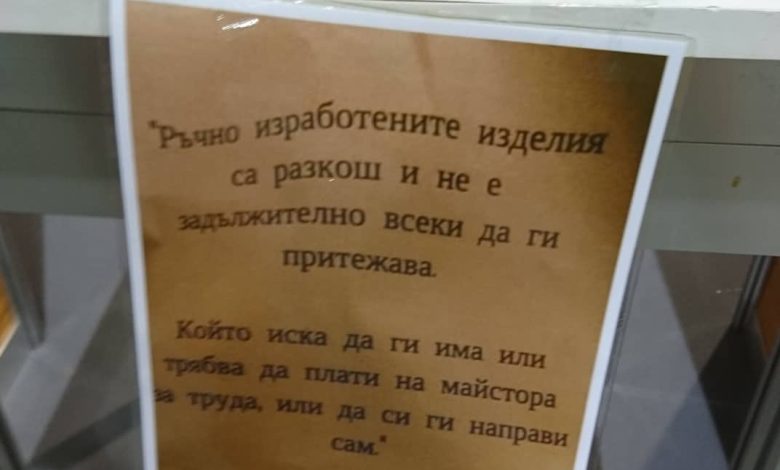 "Ръчно изработените изделия
са разкош и не е
задължително всеки да ги
притежава.
Който иска да ги има или
трябва да плати на майстора
за труда, или да си ги направи
сам."